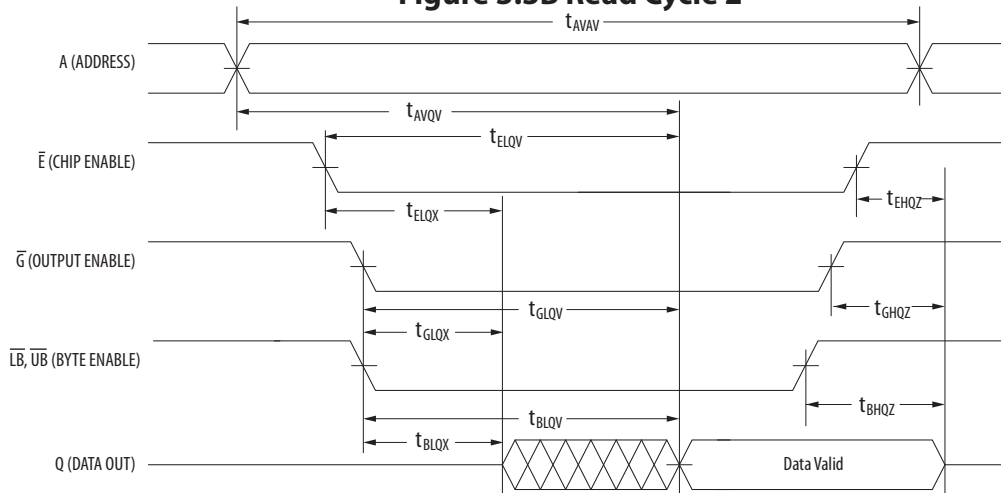 Figure 3.3B Read Cycle 2
tAVAV
A (ADDRESS)
tAVQV
tELQV
E̅ (CHIP ENABLE)
tELQX
tEHQZ
G̅ (OUTPUT ENABLE)
tGLQV
tGLQX
tGHQZ
L̅B̅, U̅B̅ (BYTE ENABLE)
tBHQZ
tBLQV
tBLQX
Q (DATA OUT)
Data Valid